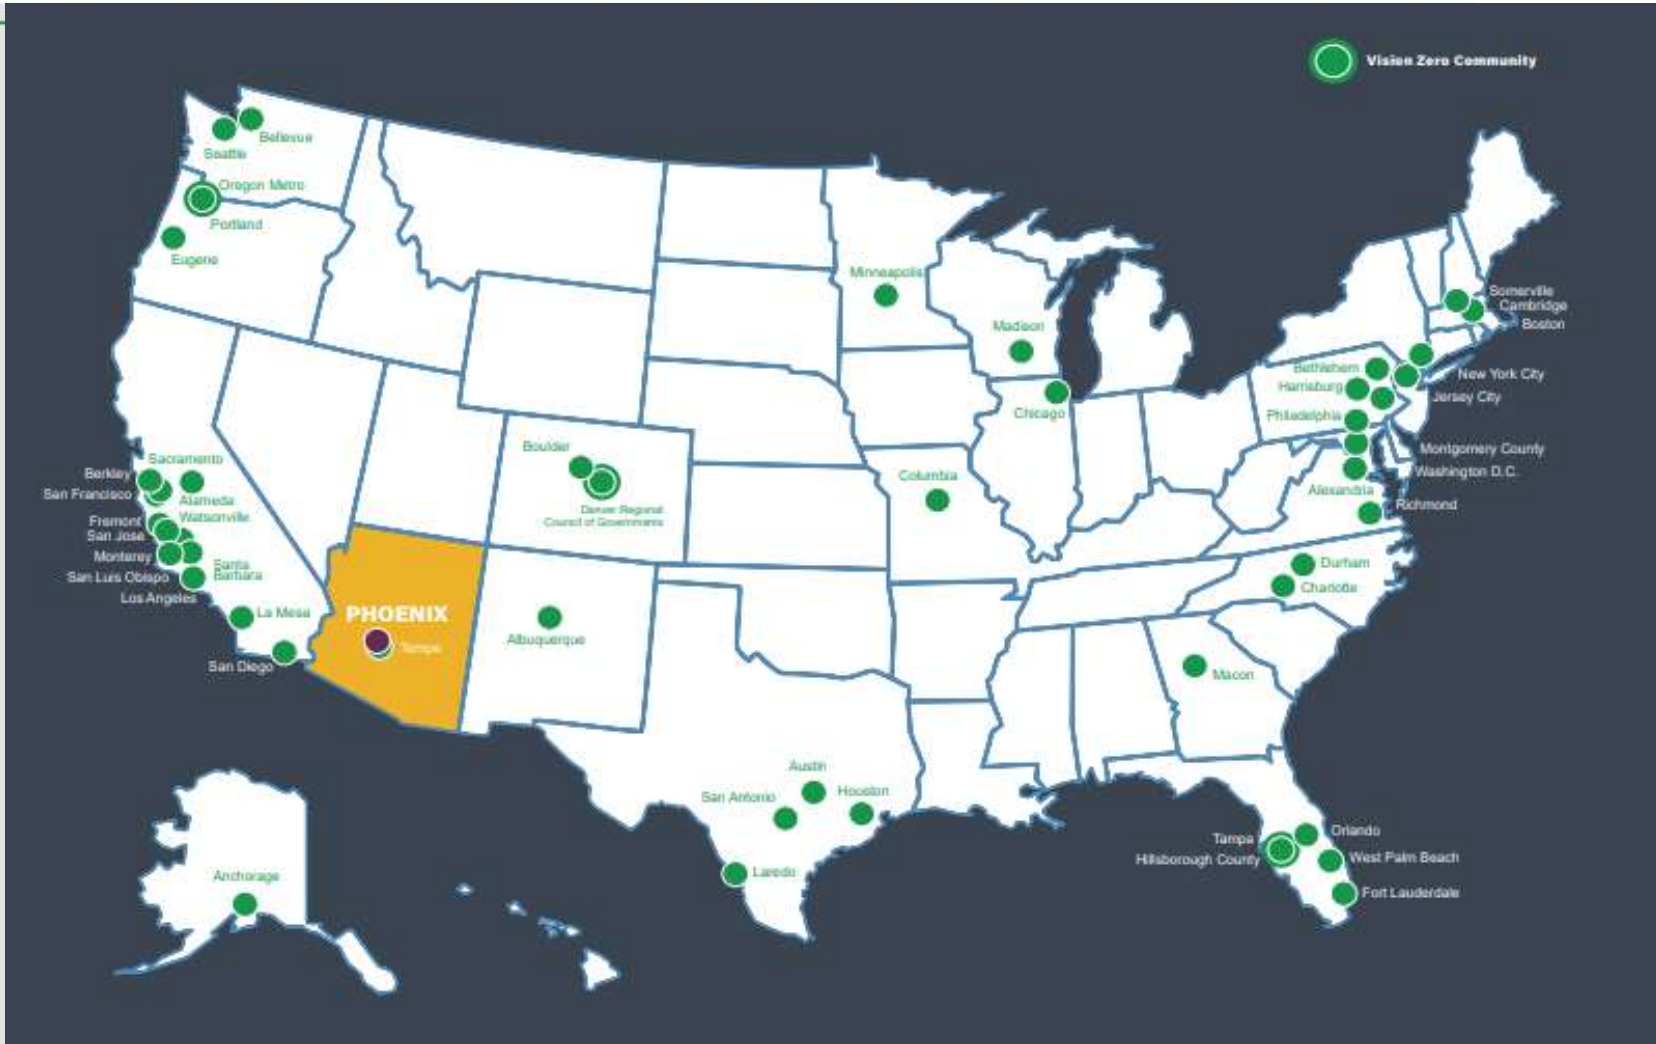 Vision Zero Community
Bellevue
Seattle
Oregon Metro
Portland
Eugene
Minneapolis
Madison
Chicago
Somerville
Cambridge
Boston
Bethlehem
New York City
Harrisburg
Jersey City
Philadelphia
Montgomery County
Washington D.C.
Alexandria
Richmond
Boulder
Denver Regional
Council of Governments
Columbia
Sacramento
Berkley
San Francisco
Alameda
Watsonville
Fremont
San Jose
Monterey
Santa
Barbara
San Luis Obispo
Los Angeles
La Mesa
San Diego
PHOENIX
Tempe
Albuquerque
Durham
Charlotte
Macon
Austin
San Antonio
Houston
Laredo
Tampa
Hillsborough County
Orlando
West Palm Beach
Fort Lauderdale
Anchorage